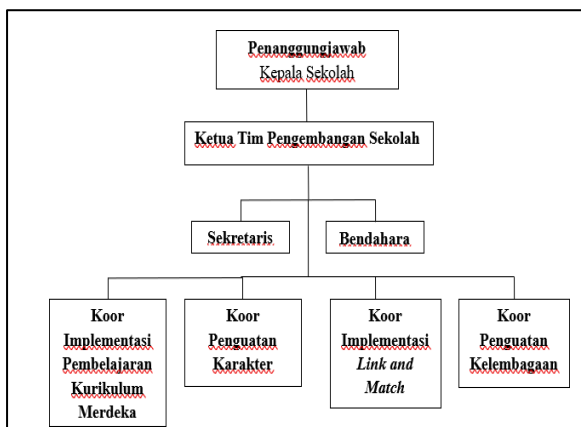 Penanggungjawab
Kepala Sekolah
Ketua Tim Pengembangan Sekolah
Sekretaris
Bendahara
Koor
Implementasi
Pembelajaran
Kurikulum
Merdeka
Koor
Penguatan
Karakter
Koor
Implementasi
Link and
Match
Koor
Penguatan
Kelembagaan